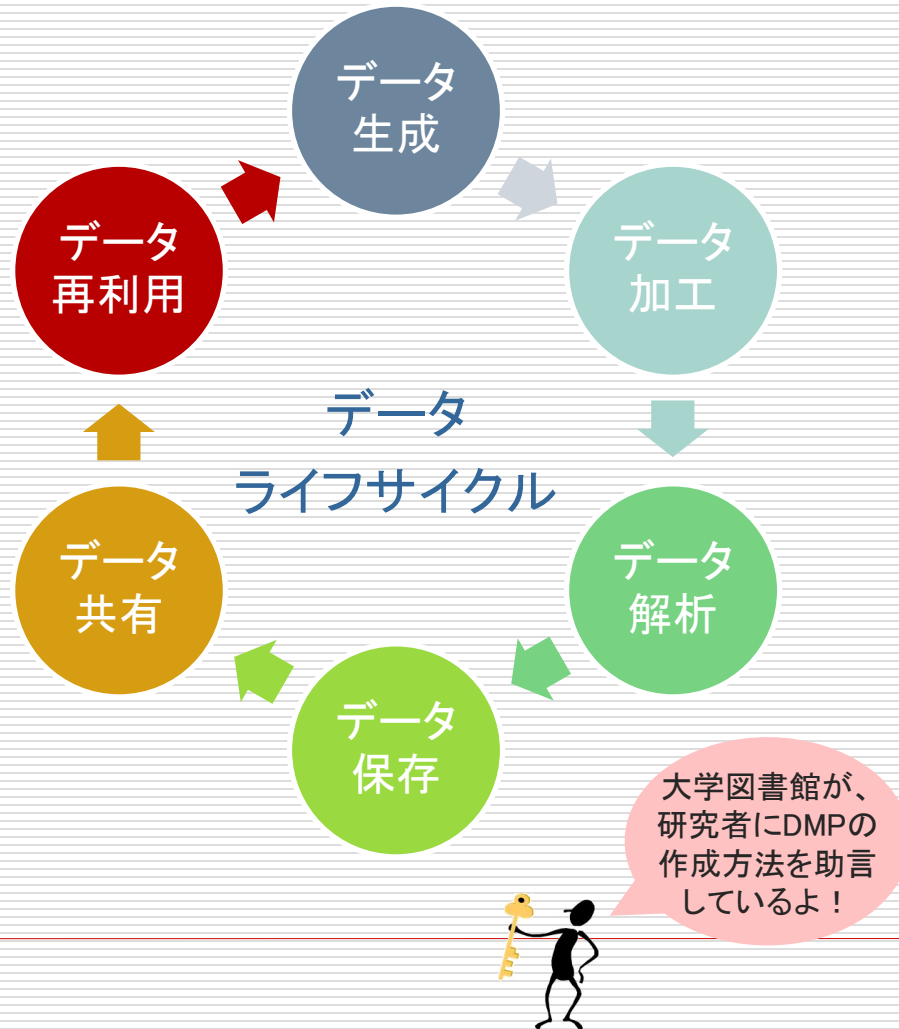 データ
生成
データ
再利用
データ
加工
データ
ライフサイクル
データ
共有
データ
解析
データ
保存
大学図書館が、
研究者にDMPの
作成方法を助言
しているよ！